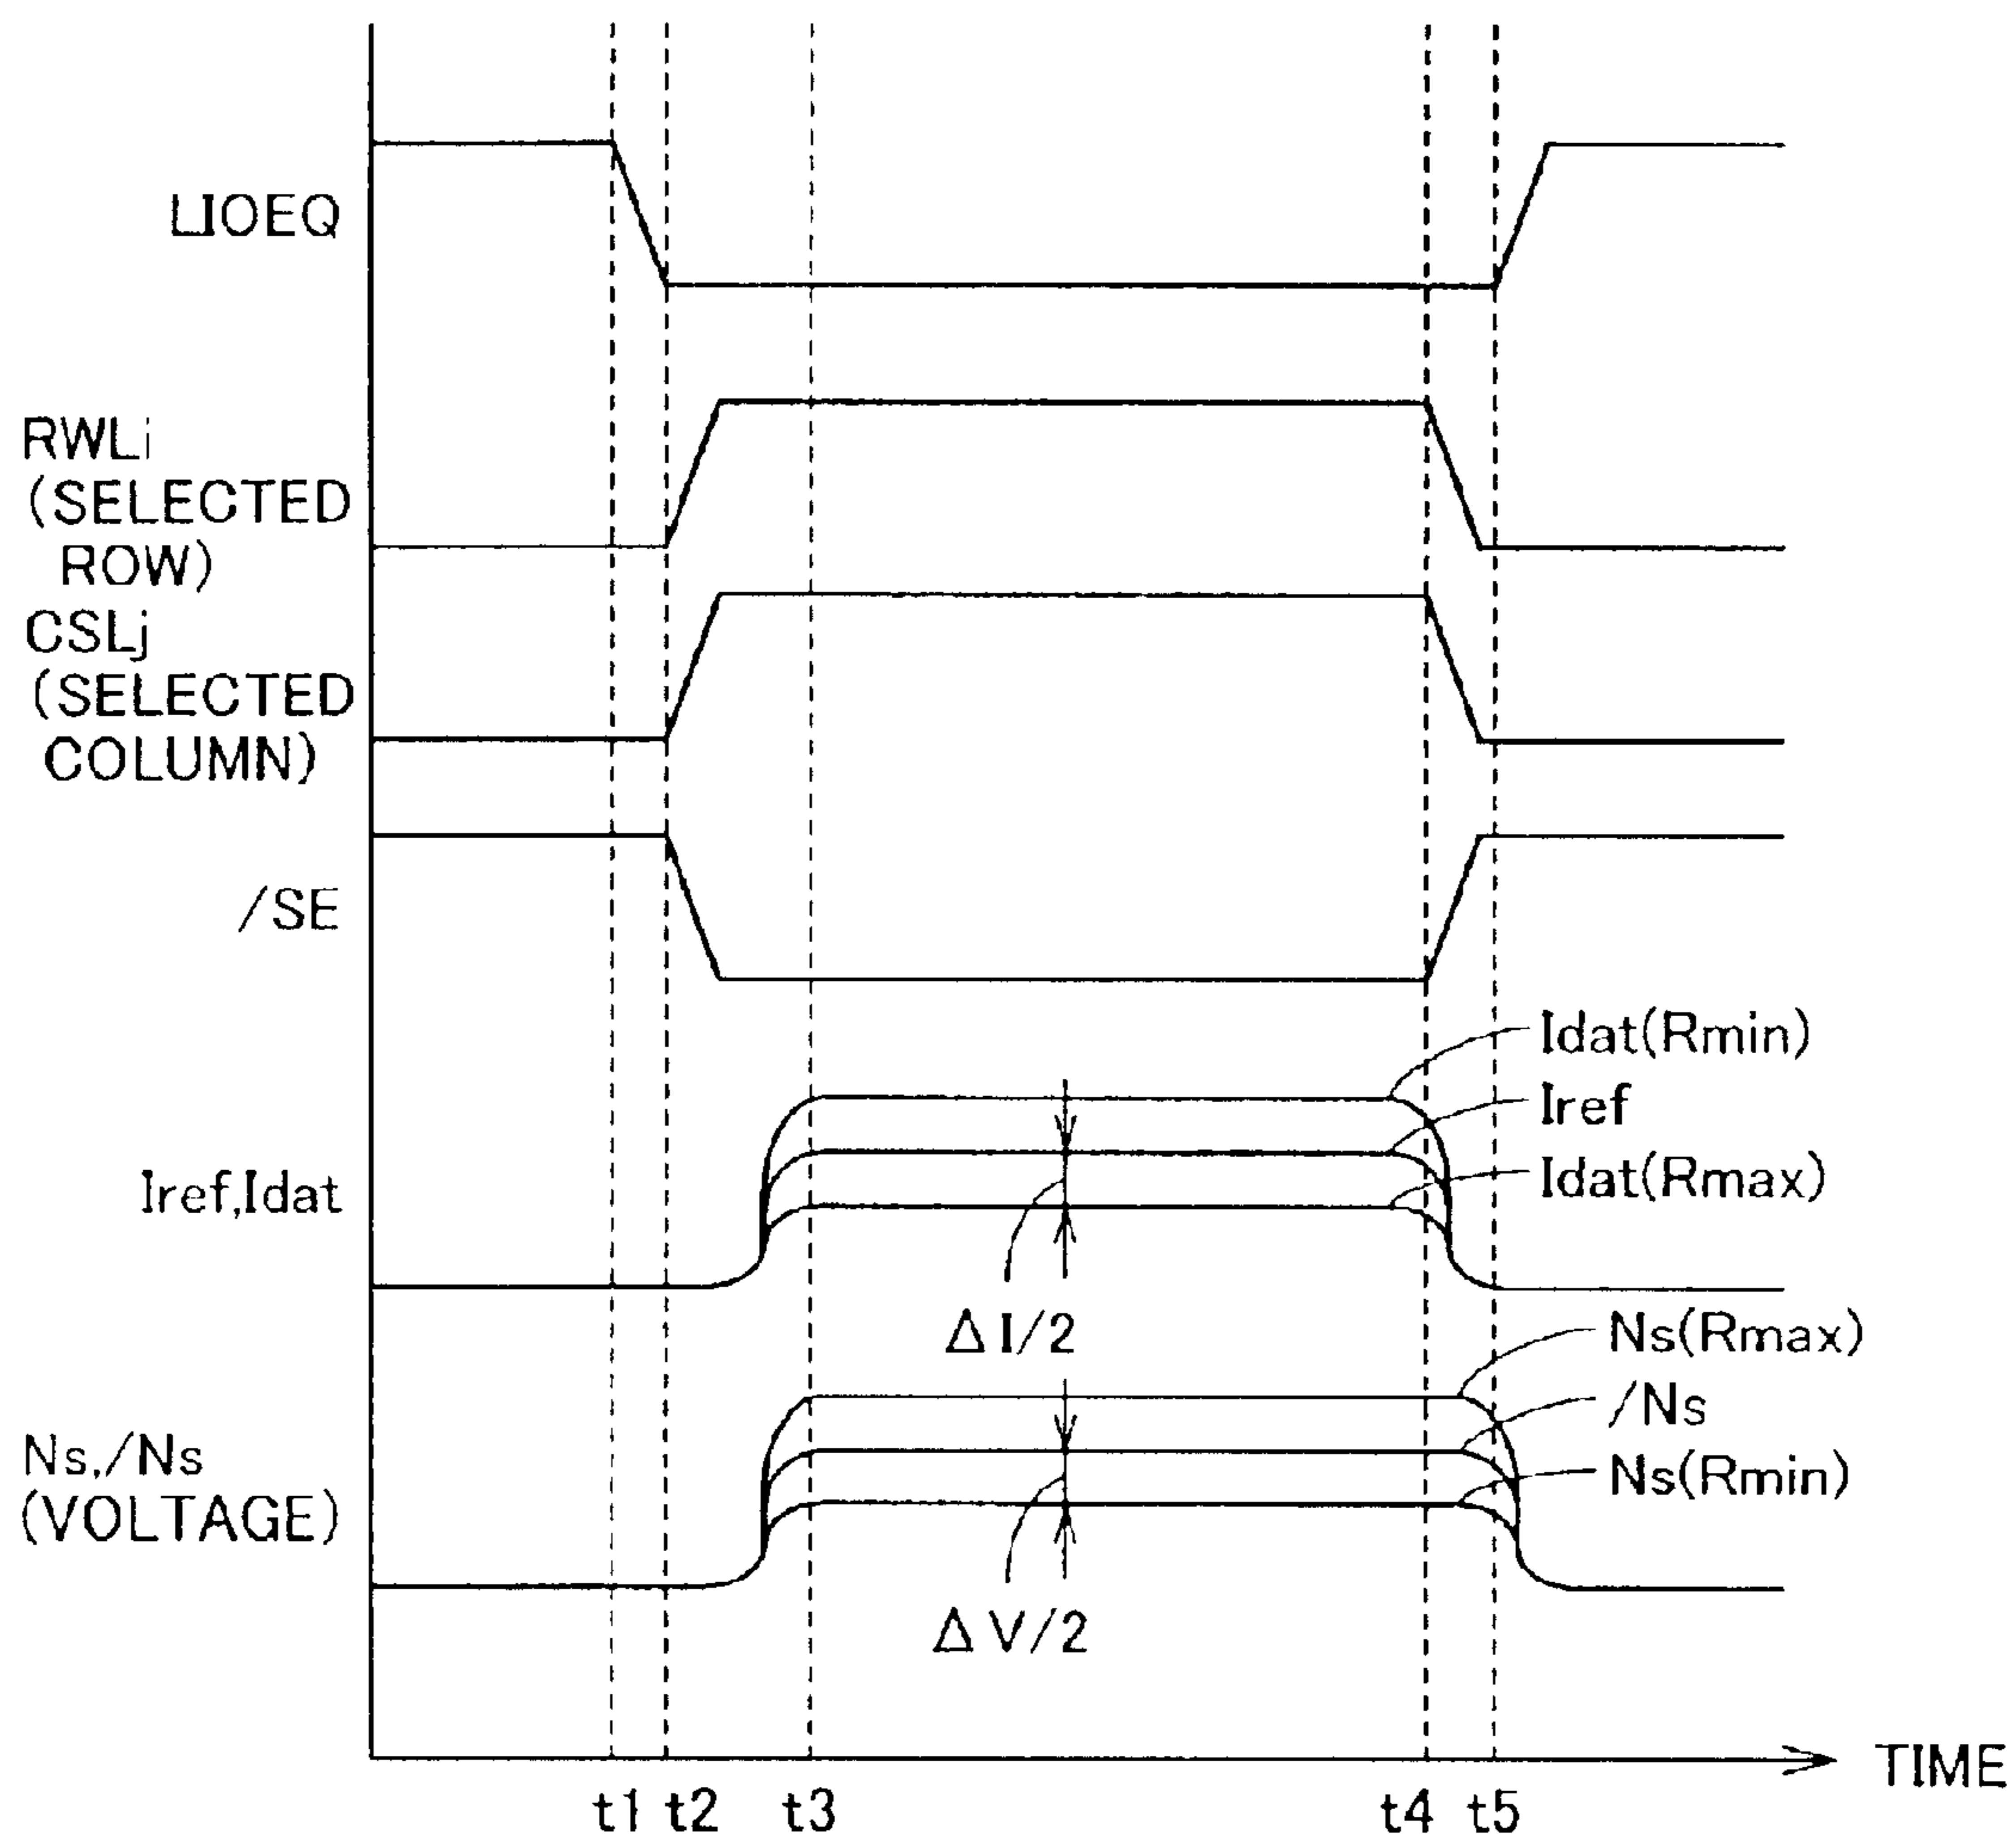 LIOEQ
RWLi
(SELECTED
ROW)
CSLj
(SELECTED
COLUMN)
/SE
Idat(Rmin)
Iref
Idat(Rmax)
Iref,Idat
ΔI/2
Ns(Rmax)
/Ns
Ns(Rmin)
Ns,/Ns
(VOLTAGE)
ΔV/2
TIME
t1 t2 t3 t4 t5